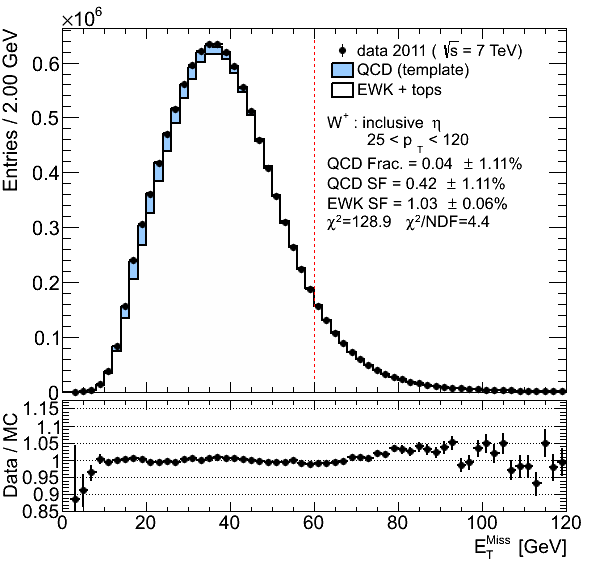 ×10⁶
Entries / 2.00 GeV
0.6
0.5
0.4
0.3
0.2
0.1
0
data 2011 ( √s = 7 TeV)
QCD (template)
EWK + tops
W⁺ : inclusive η
25 < p_T < 120
QCD Frac. = 0.04 ± 1.11%
QCD SF = 0.42 ± 1.11%
EWK SF = 1.03 ± 0.06%
χ²=128.9 χ²/NDF=4.4
Data / MC
1.15
1.1
1.05
1
0.95
0.9
0.85
0 20 40 60 80 100 120
E_T^Miss [GeV]